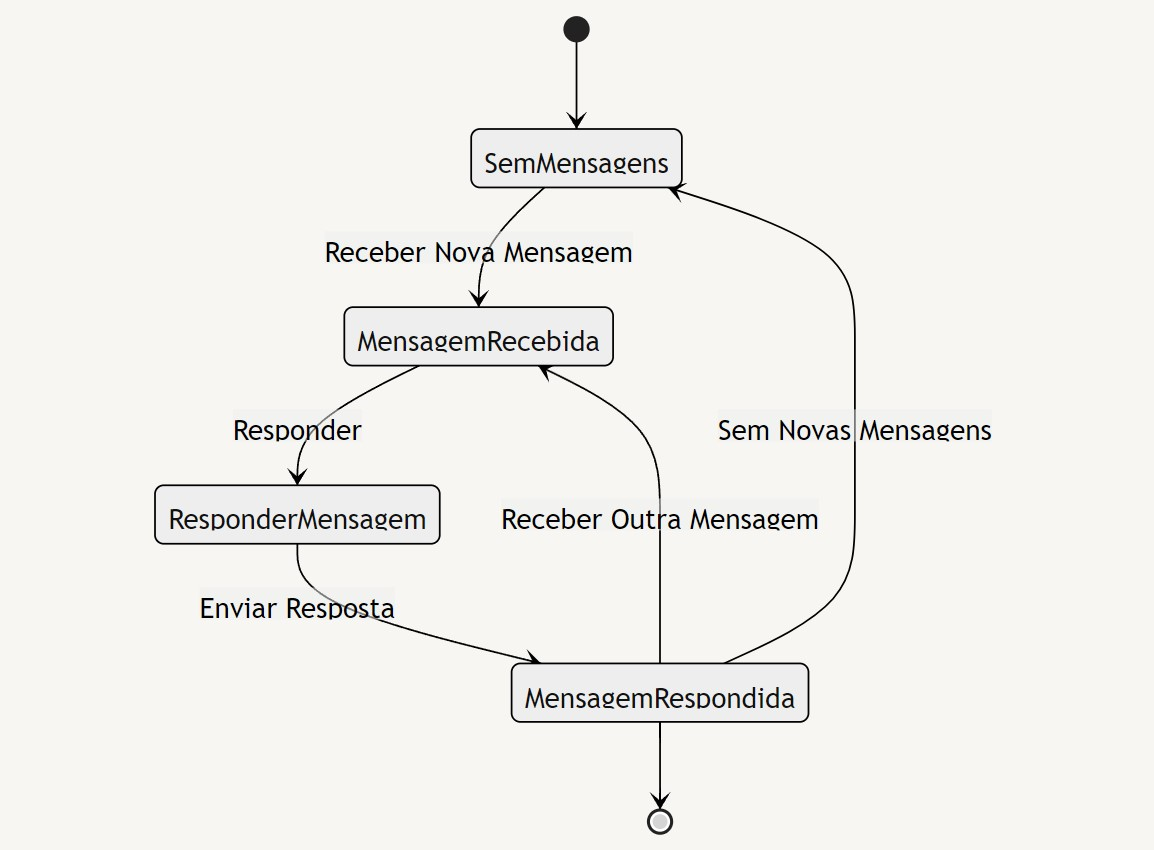 SemMensagens
Receber Nova Mensagem
MensagemRecebida
Responder
Sem Novas Mensagens
ResponderMensagem
Receber Outra Mensagem
Enviar Resposta
MensagemRespondida